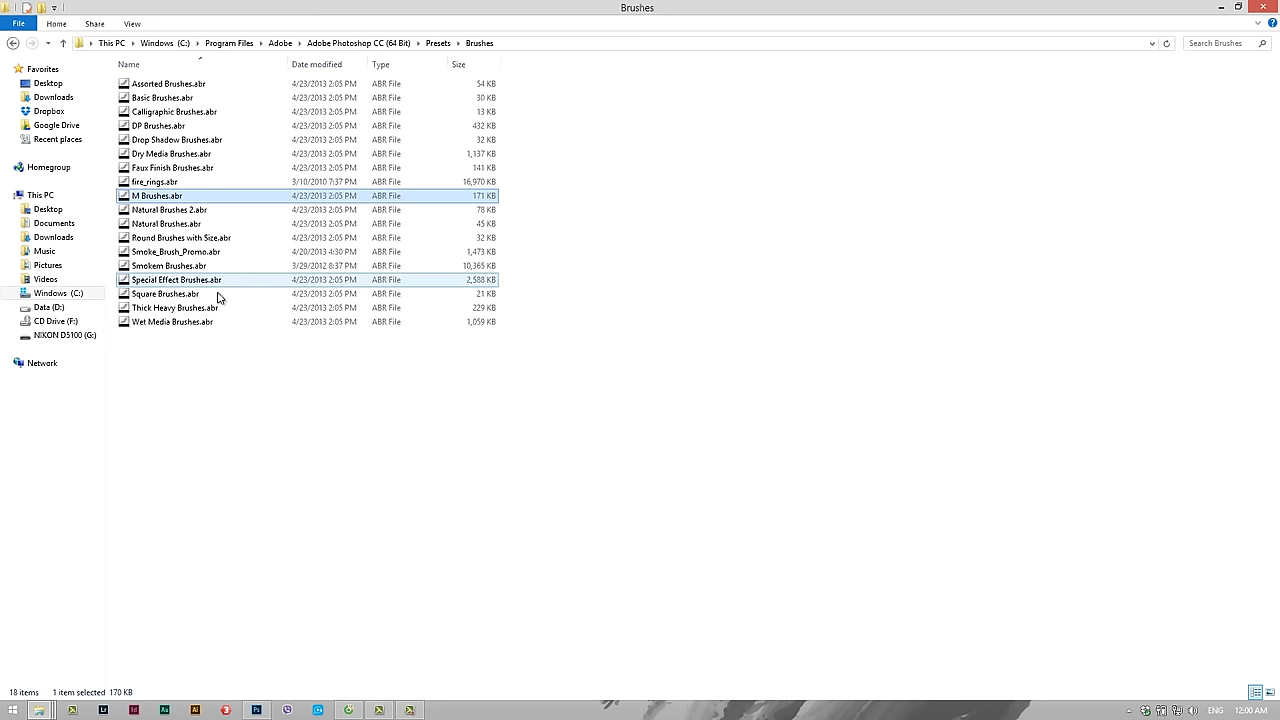 Brushes
File Home Share View
This PC Windows (C:) Program Files Adobe Adobe Photoshop CC (64 Bit) Presets Brushes Search Brushes
Name Date modified Type Size
Favorites
Desktop
Downloads
Dropbox
Google Drive
Recent places
Homegroup
This PC
Desktop
Documents
Downloads
Music
Pictures
Videos
Windows (C:)
Data (D:)
CD Drive (F:)
NIKON D5100 (G:)
Network
Assorted Brushes.abr 4/23/2013 2:05 PM ABR File 54 KB
Basic Brushes.abr 4/23/2013 2:05 PM ABR File 30 KB
Calligraphic Brushes.abr 4/23/2013 2:05 PM ABR File 13 KB
DP Brushes.abr 4/23/2013 2:05 PM ABR File 432 KB
Drop Shadow Brushes.abr 4/23/2013 2:05 PM ABR File 32 KB
Dry Media Brushes.abr 4/23/2013 2:05 PM ABR File 1,137 KB
Faux Finish Brushes.abr 4/23/2013 2:05 PM ABR File 141 KB
fire_rings.abr 3/10/2010 7:37 PM ABR File 16,970 KB
M Brushes.abr 4/23/2013 2:05 PM ABR File 171 KB
Natural Brushes 2.abr 4/23/2013 2:05 PM ABR File 78 KB
Natural Brushes.abr 4/23/2013 2:05 PM ABR File 45 KB
Round Brushes with Size.abr 4/23/2013 2:05 PM ABR File 32 KB
Smoke_Brush_Promo.abr 4/20/2013 4:30 PM ABR File 1,473 KB
Smokem Brushes.abr 3/29/2012 8:37 PM ABR File 10,365 KB
Special Effect Brushes.abr 4/23/2013 2:05 PM ABR File 2,588 KB
Square Brushes.abr 4/23/2013 2:05 PM ABR File 21 KB
Thick Heavy Brushes.abr 4/23/2013 2:05 PM ABR File 229 KB
Wet Media Brushes.abr 4/23/2013 2:05 PM ABR File 1,059 KB
18 items 1 item selected 170 KB
Lr Id Au Ai Ps ENG 12:00 AM